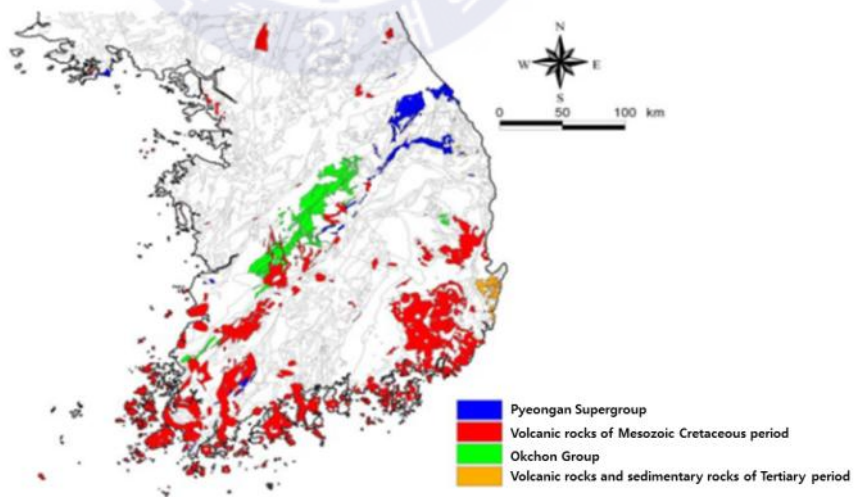 N
W E
S
0 50 100 km
Pyeongan Supergroup
Volcanic rocks of Mesozoic Cretaceous period
Okchon Group
Volcanic rocks and sedimentary rocks of Tertiary period